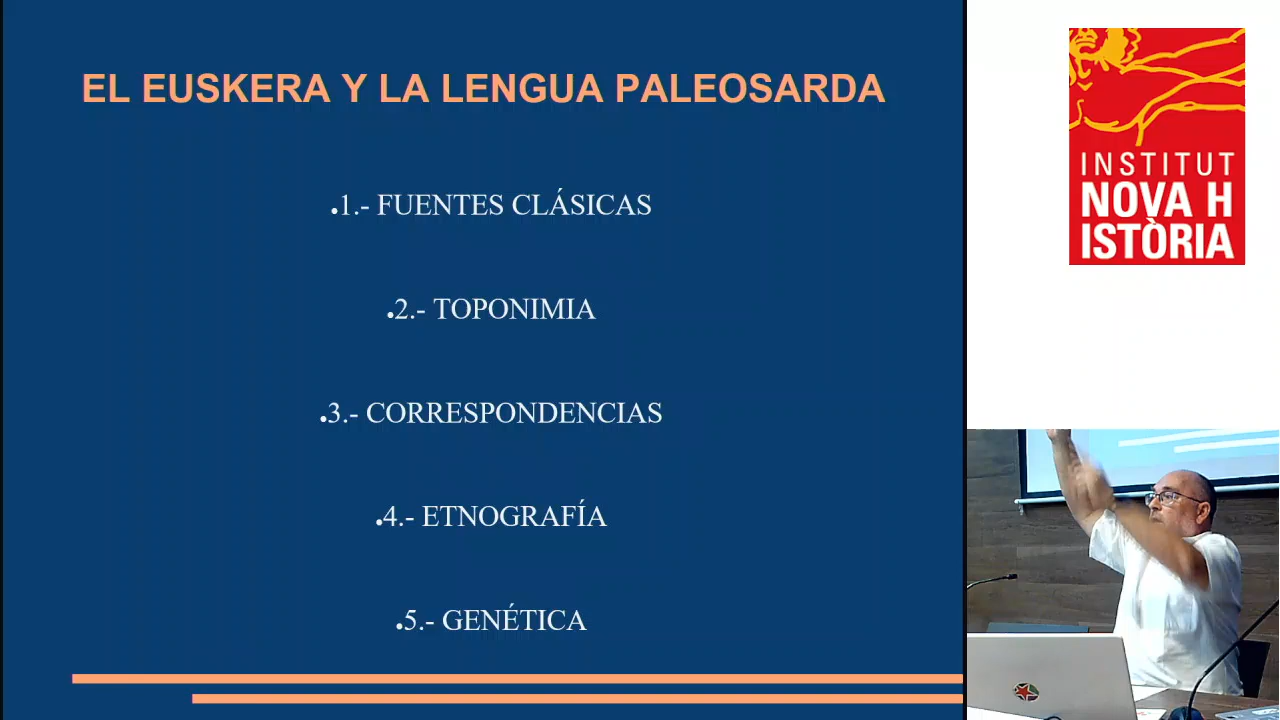 EL EUSKERA Y LA LENGUA PALEOSARDA
•1.- FUENTES CLÁSICAS
•2.- TOPONIMIA
•3.- CORRESPONDENCIAS
•4.- ETNOGRAFÍA
•5.- GENÉTICA
INSTITUT
NOVA H
ISTÒRIA